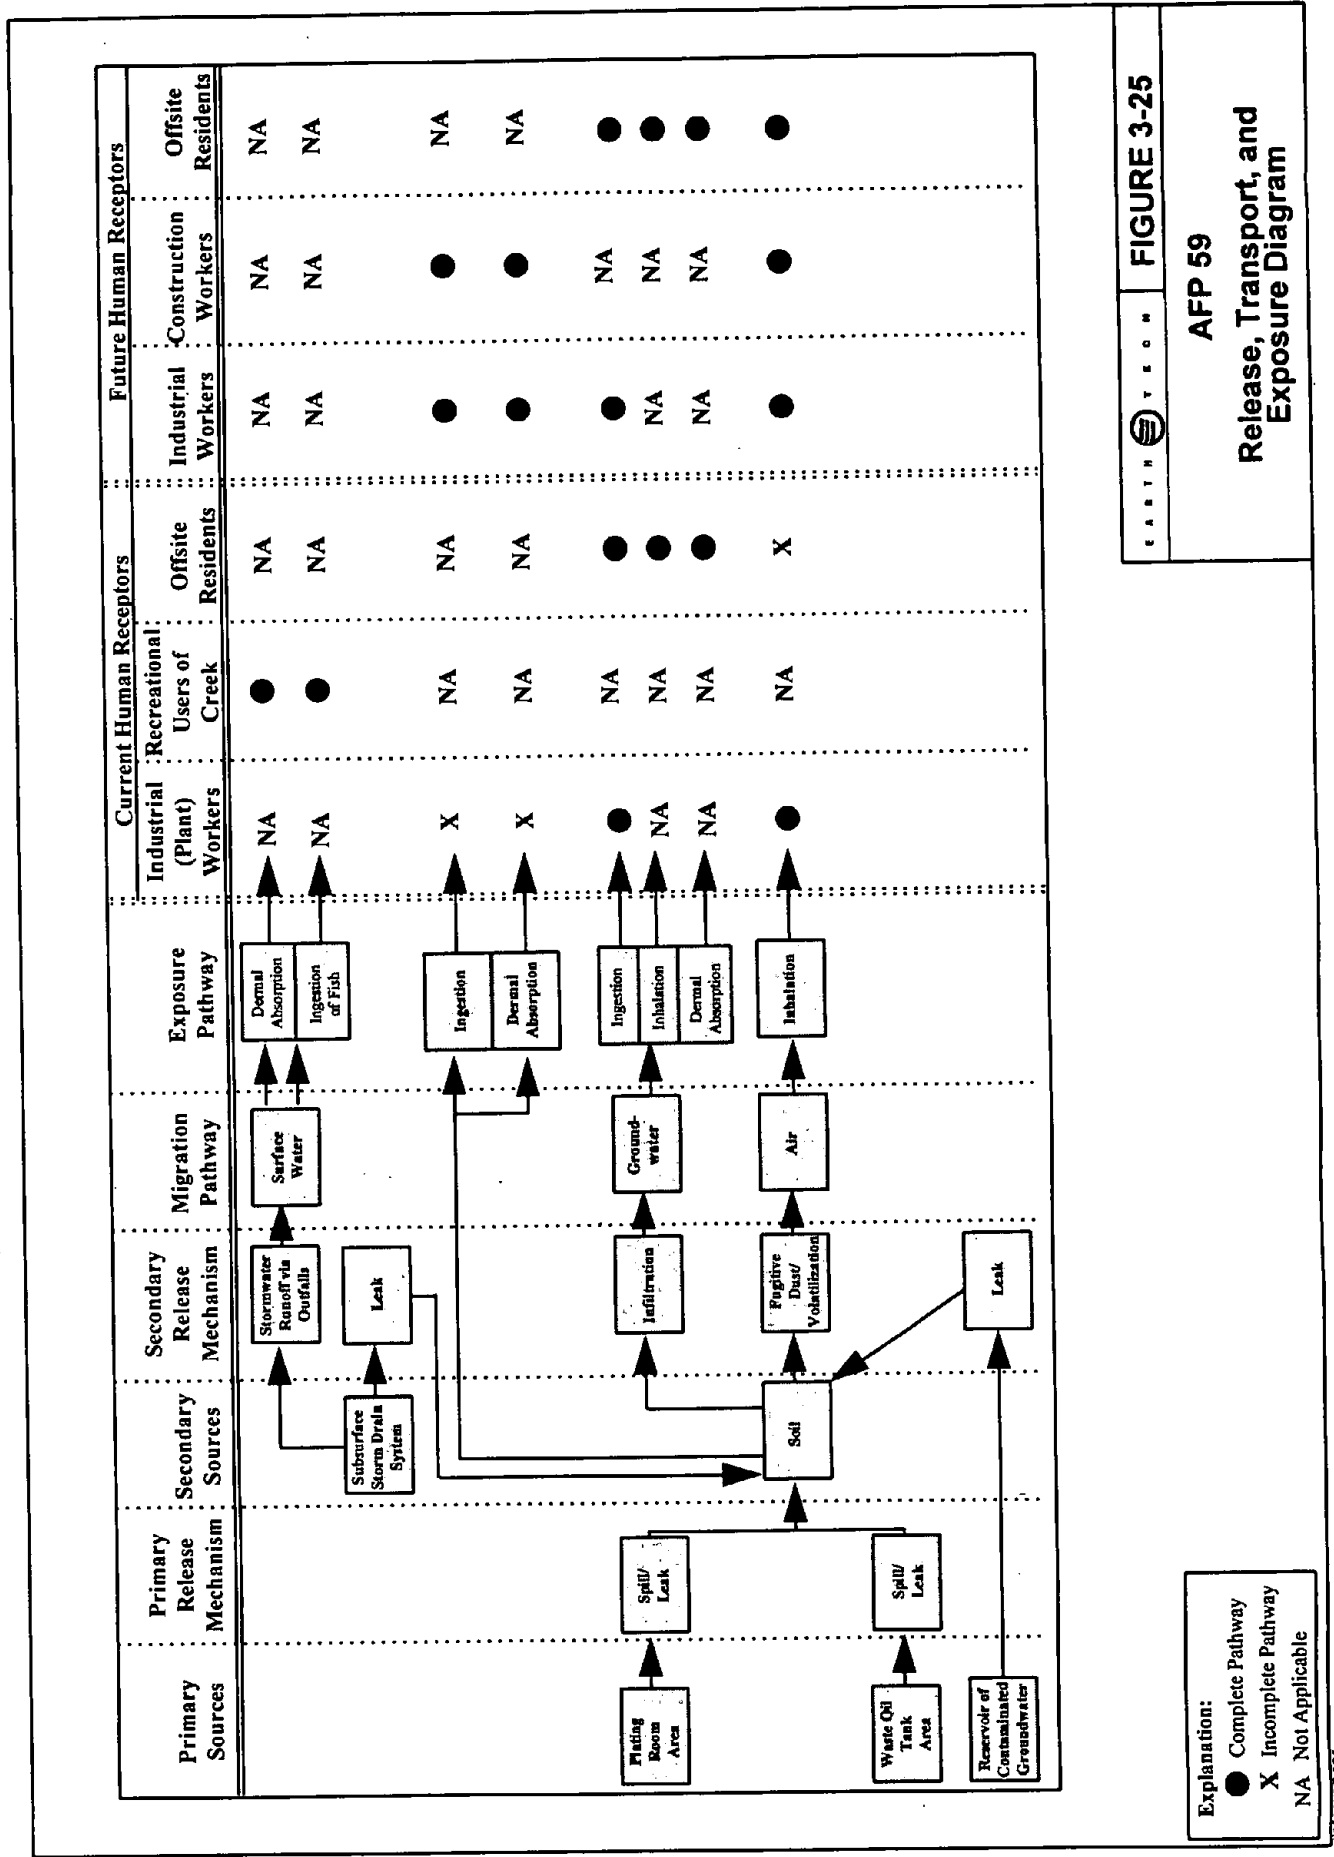 Current Human Receptors
Future Human Receptors
Primary
Sources
Primary
Release
Mechanism
Secondary
Sources
Secondary
Release
Mechanism
Migration
Pathway
Exposure
Pathway
Industrial
(Plant)
Workers
Recreational
Users of
Creek
Offsite
Residents
Industrial
Workers
Construction
Workers
Offsite
Residents
Stormwater
Runoff via
Outfalls
Surface
Water
Dermal
Absorption
NA ● NA NA NA NA
Ingestion
of Fish
NA ● NA NA NA NA
Subsurface
Storm Drain
System
Leak
Ingestion
X NA NA ● ● NA
Dermal
Absorption
X NA NA ● ● NA
Plating
Room
Area
Spill/
Leak
Infiltration
Ground-
water
Ingestion
● NA ● ● NA ●
Inhalation
NA NA ● NA NA ●
Dermal
Absorption
NA NA ● NA NA ●
Soil
Fugitive
Dust/
Volatilization
Air
Inhalation
● NA X ● ● ●
Waste Oil
Tank
Area
Spill/
Leak
Reservoir of
Contaminated
Groundwater
Leak
Explanation:
● Complete Pathway
X Incomplete Pathway
NA Not Applicable
EARTH TECH
FIGURE 3-25
AFP 59
Release, Transport, and
Exposure Diagram